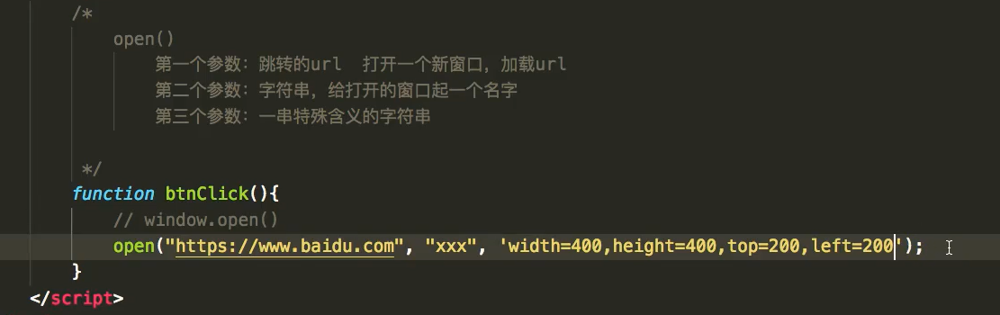 /*
open()
第一个参数：跳转的url  打开一个新窗口，加载url
第二个参数：字符串，给打开的窗口起一个名字
第三个参数：一串特殊含义的字符串
*/
function btnClick(){
// window.open()
open("https://www.baidu.com", "xxx", 'width=400,height=400,top=200,left=200');
}
</script>